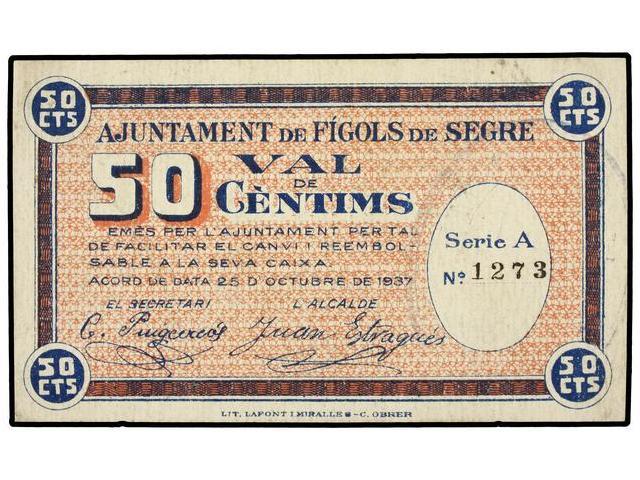 50 CTS
50 CTS
AJUNTAMENT DE FÍGOLS DE SEGRE
50 VAL DE CÈNTIMS
EMÈS PER L'AJUNTAMENT PER TAL
DE FACILITAR EL CANVI I REEMBOL-
SABLE A LA SEVA CAIXA.
ACORD DE DATA 25 D'OCTUBRE DE 1937
Serie A
Nº 1273
EL SECRETARI L'ALCALDE
Juan Estragués
50 CTS
50 CTS
LIT. LAFONT I MIRALLES - C. OBRER